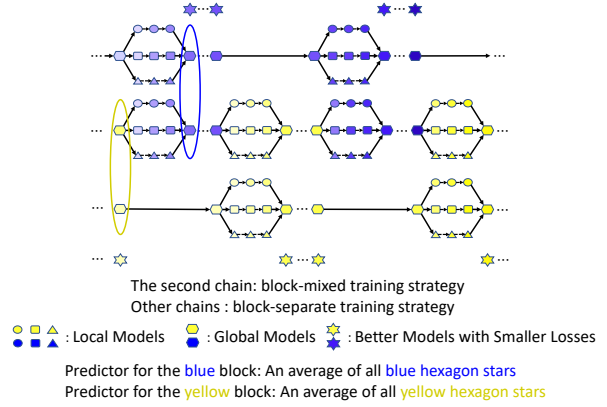 The second chain: block-mixed training strategy
Other chains : block-separate training strategy
: Local Models : Global Models : Better Models with Smaller Losses
Predictor for the blue block: An average of all blue hexagon stars
Predictor for the yellow block: An average of all yellow hexagon stars